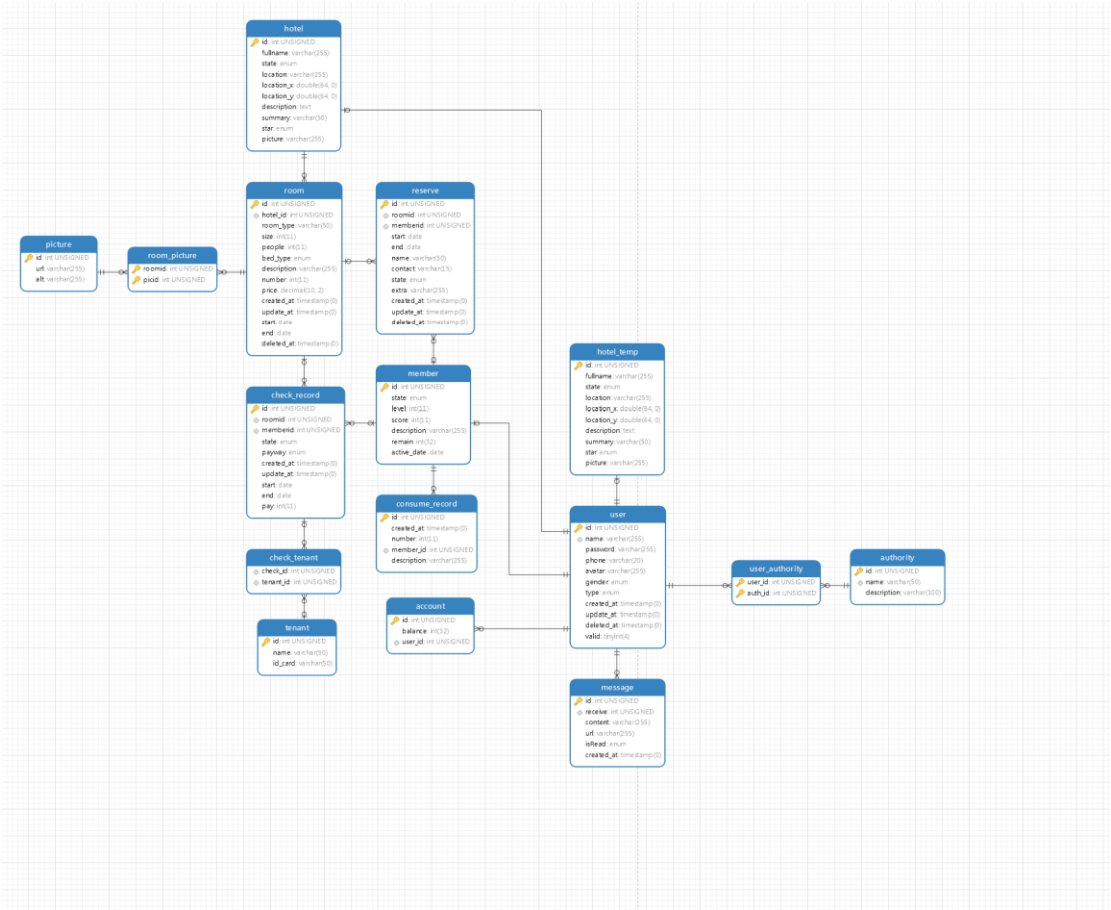 hotel
id: int UNSIGNED
fullname: varchar(255)
state: enum
location: varchar(255)
location_x: double(64, 0)
location_y: double(64, 0)
description: text
summary: varchar(50)
star: enum
picture: varchar(255)
room
id: int UNSIGNED
hotel_id: int UNSIGNED
room_type: varchar(50)
size: int(11)
people: int(11)
bed_type: enum
description: varchar(255)
number: int(11)
price: decimal(10, 2)
created_at: timestamp(0)
update_at: timestamp(0)
start: date
end: date
deleted_at: timestamp(0)
reserve
id: int UNSIGNED
roomid: int UNSIGNED
memberid: int UNSIGNED
start: date
end: date
name: varchar(50)
contact: varchar(15)
state: enum
extra: varchar(255)
created_at: timestamp(0)
update_at: timestamp(0)
deleted_at: timestamp(0)
picture
id: int UNSIGNED
url: varchar(255)
alt: varchar(255)
room_picture
roomid: int UNSIGNED
picid: int UNSIGNED
hotel_temp
id: int UNSIGNED
fullname: varchar(255)
state: enum
location: varchar(255)
location_x: double(64, 0)
location_y: double(64, 0)
description: text
summary: varchar(50)
star: enum
picture: varchar(255)
member
id: int UNSIGNED
state: enum
level: int(11)
score: int(11)
description: varchar(255)
remain: int(32)
active_date: date
check_record
id: int UNSIGNED
roomid: int UNSIGNED
memberid: int UNSIGNED
state: enum
payway: enum
created_at: timestamp(0)
update_at: timestamp(0)
start: date
end: date
pay: int(11)
consume_record
id: int UNSIGNED
created_at: timestamp(0)
number: int(11)
member_id: int UNSIGNED
description: varchar(255)
user
id: int UNSIGNED
name: varchar(255)
password: varchar(255)
phone: varchar(20)
avatar: varchar(255)
gender: enum
type: enum
created_at: timestamp(0)
update_at: timestamp(0)
deleted_at: timestamp(0)
valid: tinyint(4)
check_tenant
check_id: int UNSIGNED
tenant_id: int UNSIGNED
user_authority
user_id: int UNSIGNED
auth_id: int UNSIGNED
authority
id: int UNSIGNED
name: varchar(50)
description: varchar(100)
account
id: int UNSIGNED
balance: int(32)
user_id: int UNSIGNED
tenant
id: int UNSIGNED
name: varchar(50)
id_card: varchar(50)
message
id: int UNSIGNED
receive: int UNSIGNED
content: varchar(255)
url: varchar(255)
isRead: enum
created_at: timestamp(0)